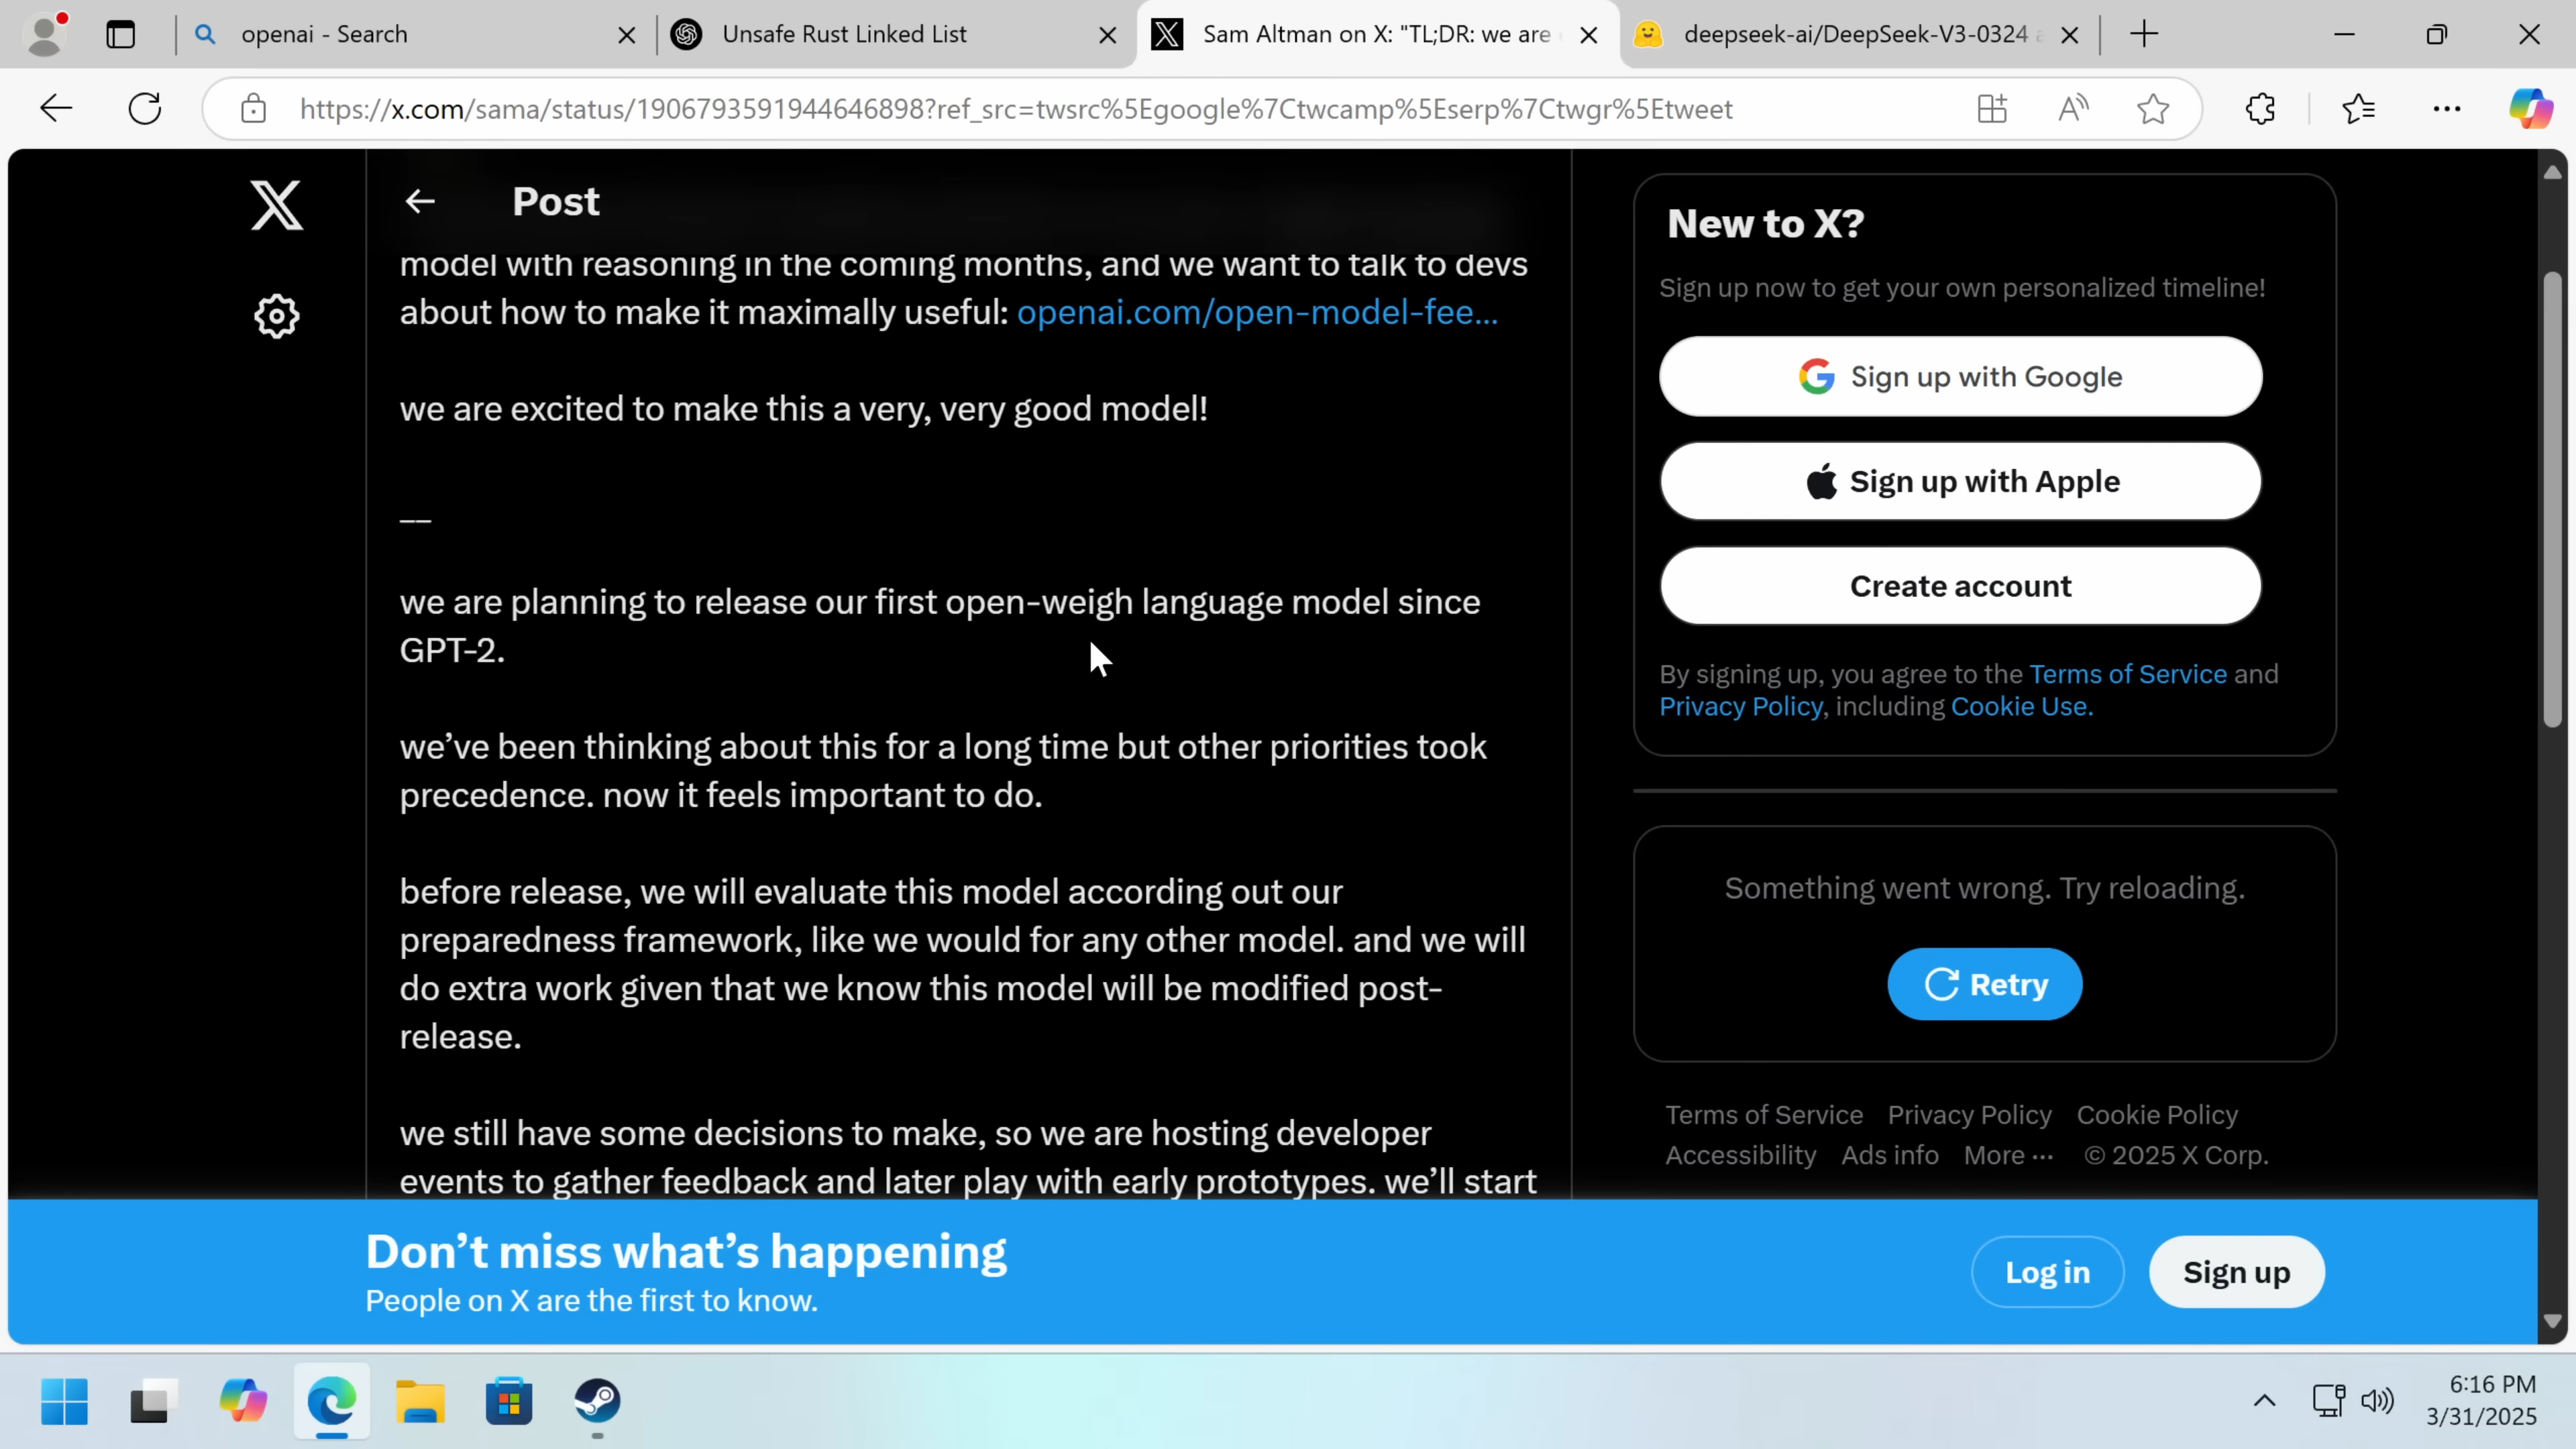 openai - Search
Unsafe Rust Linked List
Sam Altman on X: "TL;DR: we are
deepseek-ai/DeepSeek-V3-0324
https://x.com/sama/status/1906793591944646898?ref_src=twsrc%5Egoogle%7Ctwcamp%5Eserp%7Ctwgr%5Etweet
Post
model with reasoning in the coming months, and we want to talk to devs
about how to make it maximally useful: openai.com/open-model-fee…
we are excited to make this a very, very good model!
__
we are planning to release our first open-weigh language model since
GPT-2.
we’ve been thinking about this for a long time but other priorities took
precedence. now it feels important to do.
before release, we will evaluate this model according out our
preparedness framework, like we would for any other model. and we will
do extra work given that we know this model will be modified post-
release.
we still have some decisions to make, so we are hosting developer
events to gather feedback and later play with early prototypes. we’ll start
New to X?
Sign up now to get your own personalized timeline!
Sign up with Google
Sign up with Apple
Create account
By signing up, you agree to the Terms of Service and
Privacy Policy, including Cookie Use.
Something went wrong. Try reloading.
Retry
Terms of Service Privacy Policy Cookie Policy
Accessibility Ads info More ··· © 2025 X Corp.
Don’t miss what’s happening
People on X are the first to know.
Log in
Sign up
6:16 PM
3/31/2025